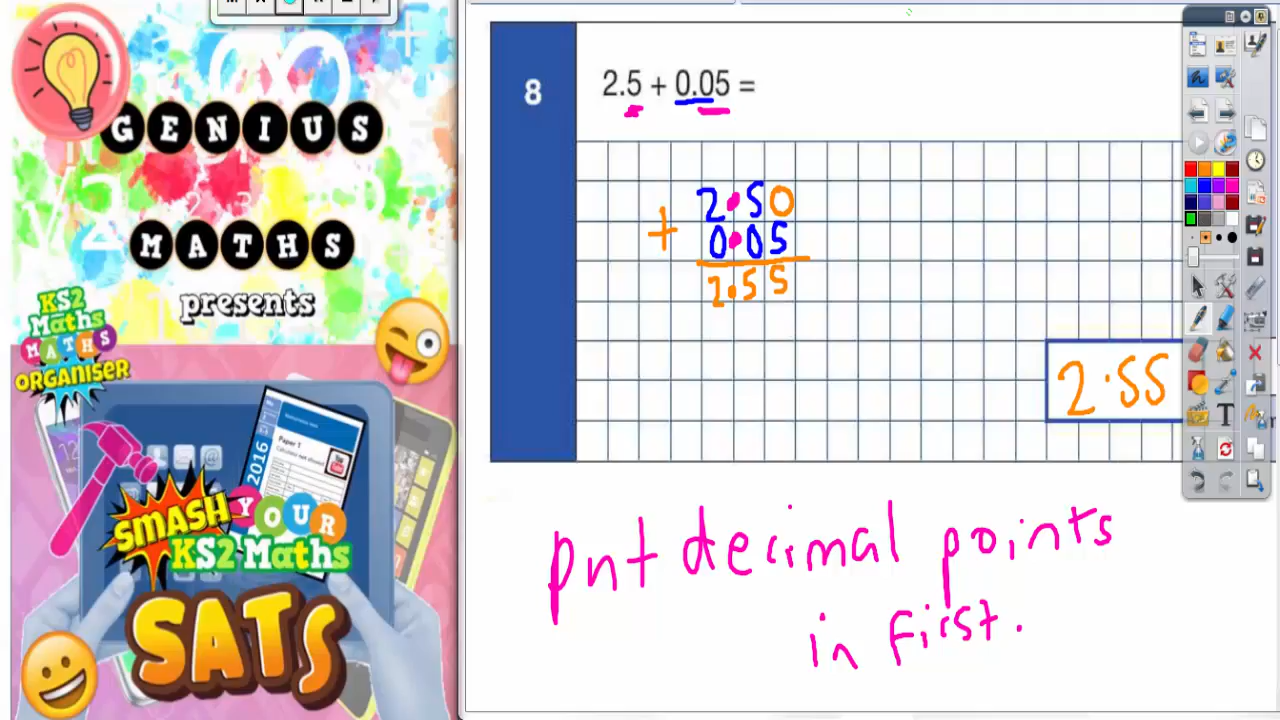 GENIUS
MATHS
presents
KS2
Maths
MATHS
ORGANISER
2016
Paper 1
SMASH YOUR
KS2 Maths
SATS
8
2.5 + 0.05 =
2.50
+ 0.05
2.55
2.55
put decimal points
in first.